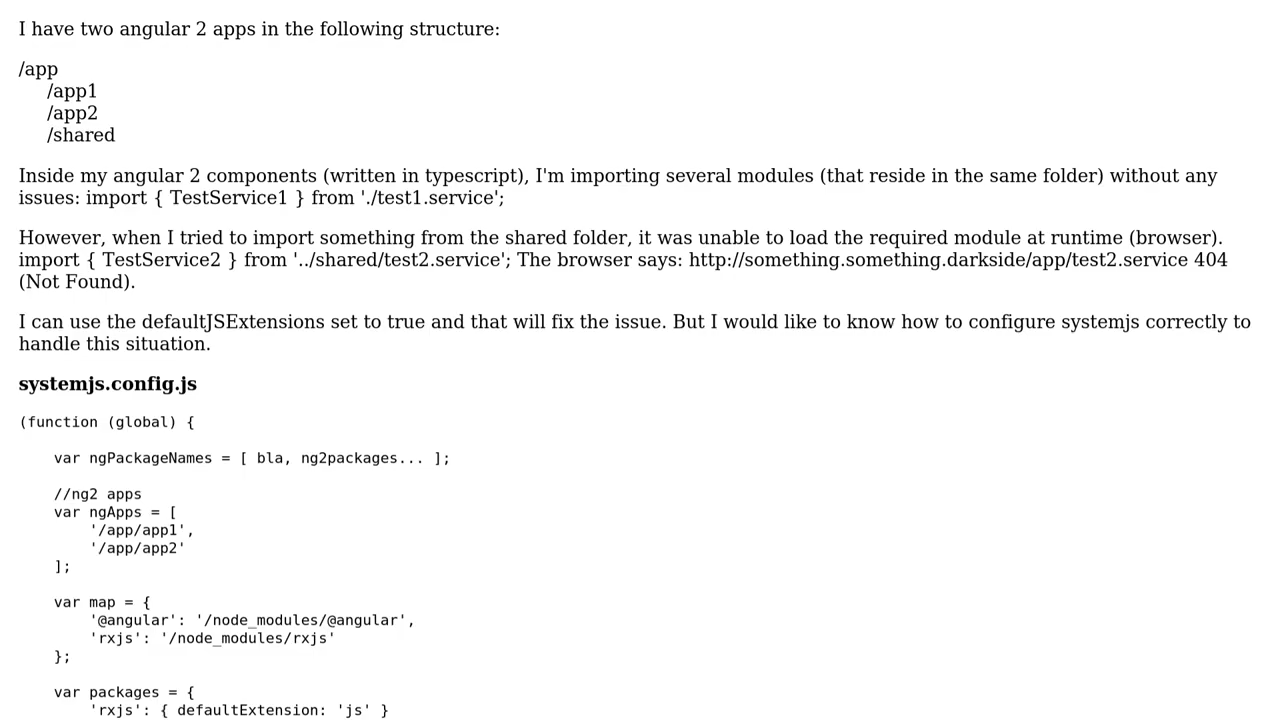 I have two angular 2 apps in the following structure:
/app
/app1
/app2
/shared
Inside my angular 2 components (written in typescript), I'm importing several modules (that reside in the same folder) without any
issues: import { TestService1 } from './test1.service';
However, when I tried to import something from the shared folder, it was unable to load the required module at runtime (browser).
import { TestService2 } from '../shared/test2.service'; The browser says: http://something.something.darkside/app/test2.service 404
(Not Found).
I can use the defaultJSExtensions set to true and that will fix the issue. But I would like to know how to configure systemjs correctly to
handle this situation.
systemjs.config.js
(function (global) {
    var ngPackageNames = [ bla, ng2packages... ];
    //ng2 apps
    var ngApps = [
        '/app/app1',
        '/app/app2'
    ];
    var map = {
        '@angular': '/node_modules/@angular',
        'rxjs': '/node_modules/rxjs'
    };
    var packages = {
        'rxjs': { defaultExtension: 'js' }